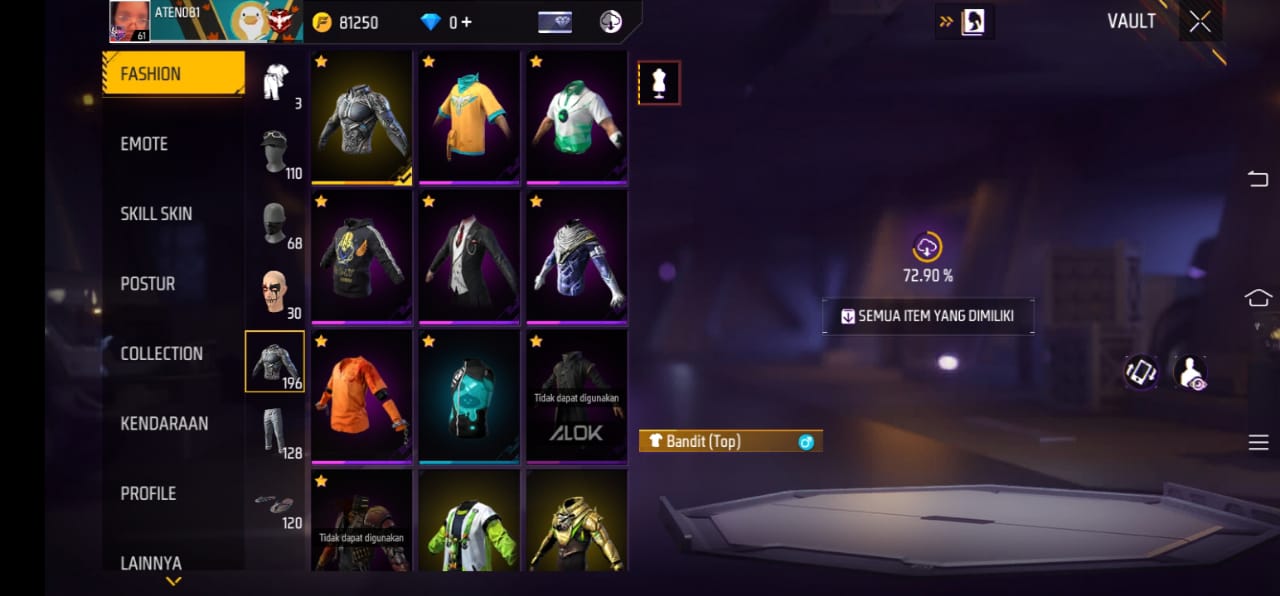 ATEN081
61
81250
0 +
VAULT
FASHION
EMOTE
SKILL SKIN
POSTUR
COLLECTION
KENDARAAN
PROFILE
LAINNYA
3
110
68
30
196
128
120
Tidak dapat digunakan
ALOK
Tidak dapat digunakan
72.90 %
SEMUA ITEM YANG DIMILIKI
Bandit (Top)